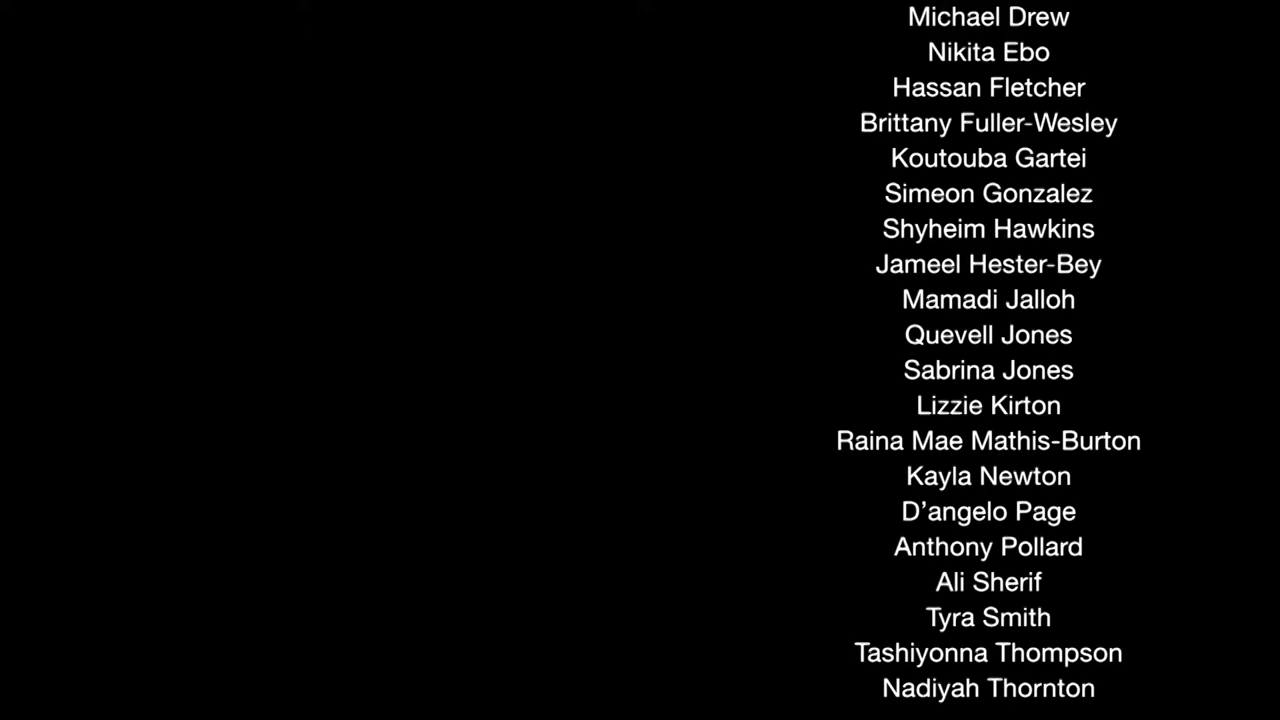 Michael Drew
Nikita Ebo
Hassan Fletcher
Brittany Fuller-Wesley
Koutouba Gartei
Simeon Gonzalez
Shyheim Hawkins
Jameel Hester-Bey
Mamadi Jalloh
Quevell Jones
Sabrina Jones
Lizzie Kirton
Raina Mae Mathis-Burton
Kayla Newton
D’angelo Page
Anthony Pollard
Ali Sherif
Tyra Smith
Tashiyonna Thompson
Nadiyah Thornton